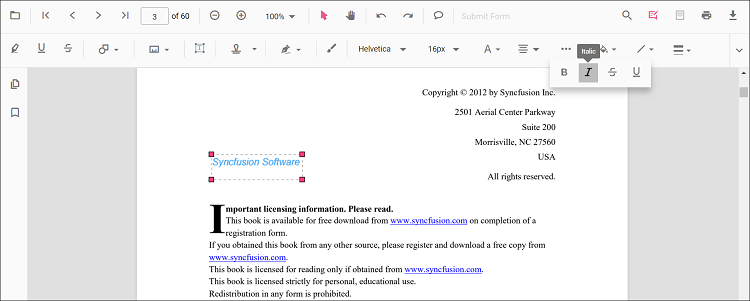 3 of 60 100% Submit Form
Helvetica 16px A
Italic
B I S U
Copyright © 2012 by Syncfusion Inc.
2501 Aerial Center Parkway
Suite 200
Morrisville, NC 27560
USA
All rights reserved.
Syncfusion Software
Important licensing information. Please read.
This book is available for free download from www.syncfusion.com on completion of a
registration form.
If you obtained this book from any other source, please register and download a free copy from
www.syncfusion.com.
This book is licensed for reading only if obtained from www.syncfusion.com.
This book is licensed strictly for personal, educational use.
Redistribution in any form is prohibited.